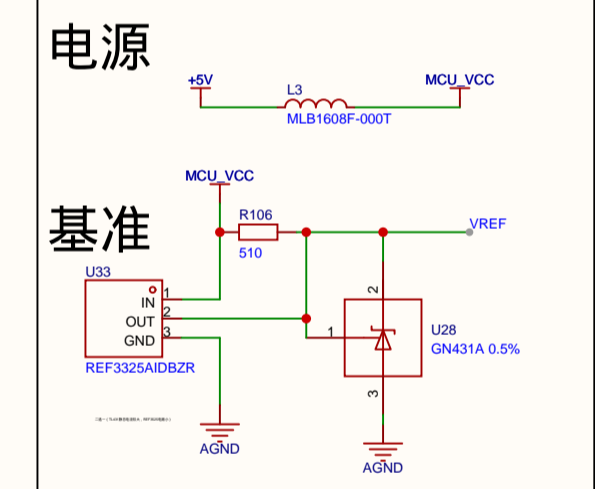 电源
+5V
L3
MCU_VCC
MLB1608F-000T
MCU_VCC
基准
R106
510
VREF
U33
IN
1
OUT
2
GND
3
REF3325AIDBZR
1
2
3
U28
GN431A 0.5%
AGND
AGND